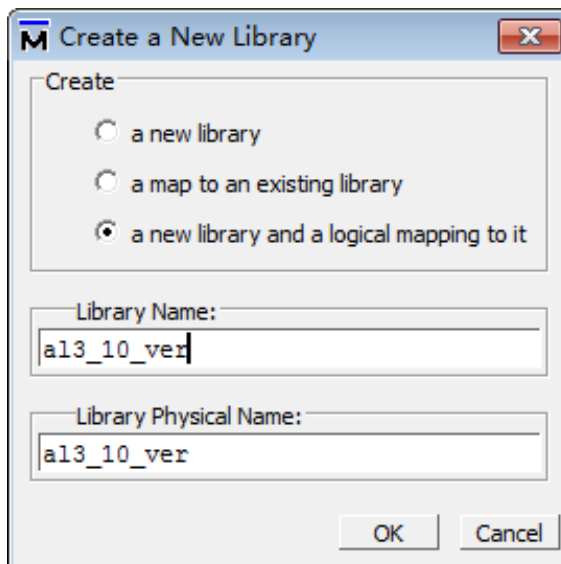 M Create a New Library
Create
a new library
a map to an existing library
a new library and a logical mapping to it
Library Name:
al3_10_ver
Library Physical Name:
al3_10_ver
OK Cancel